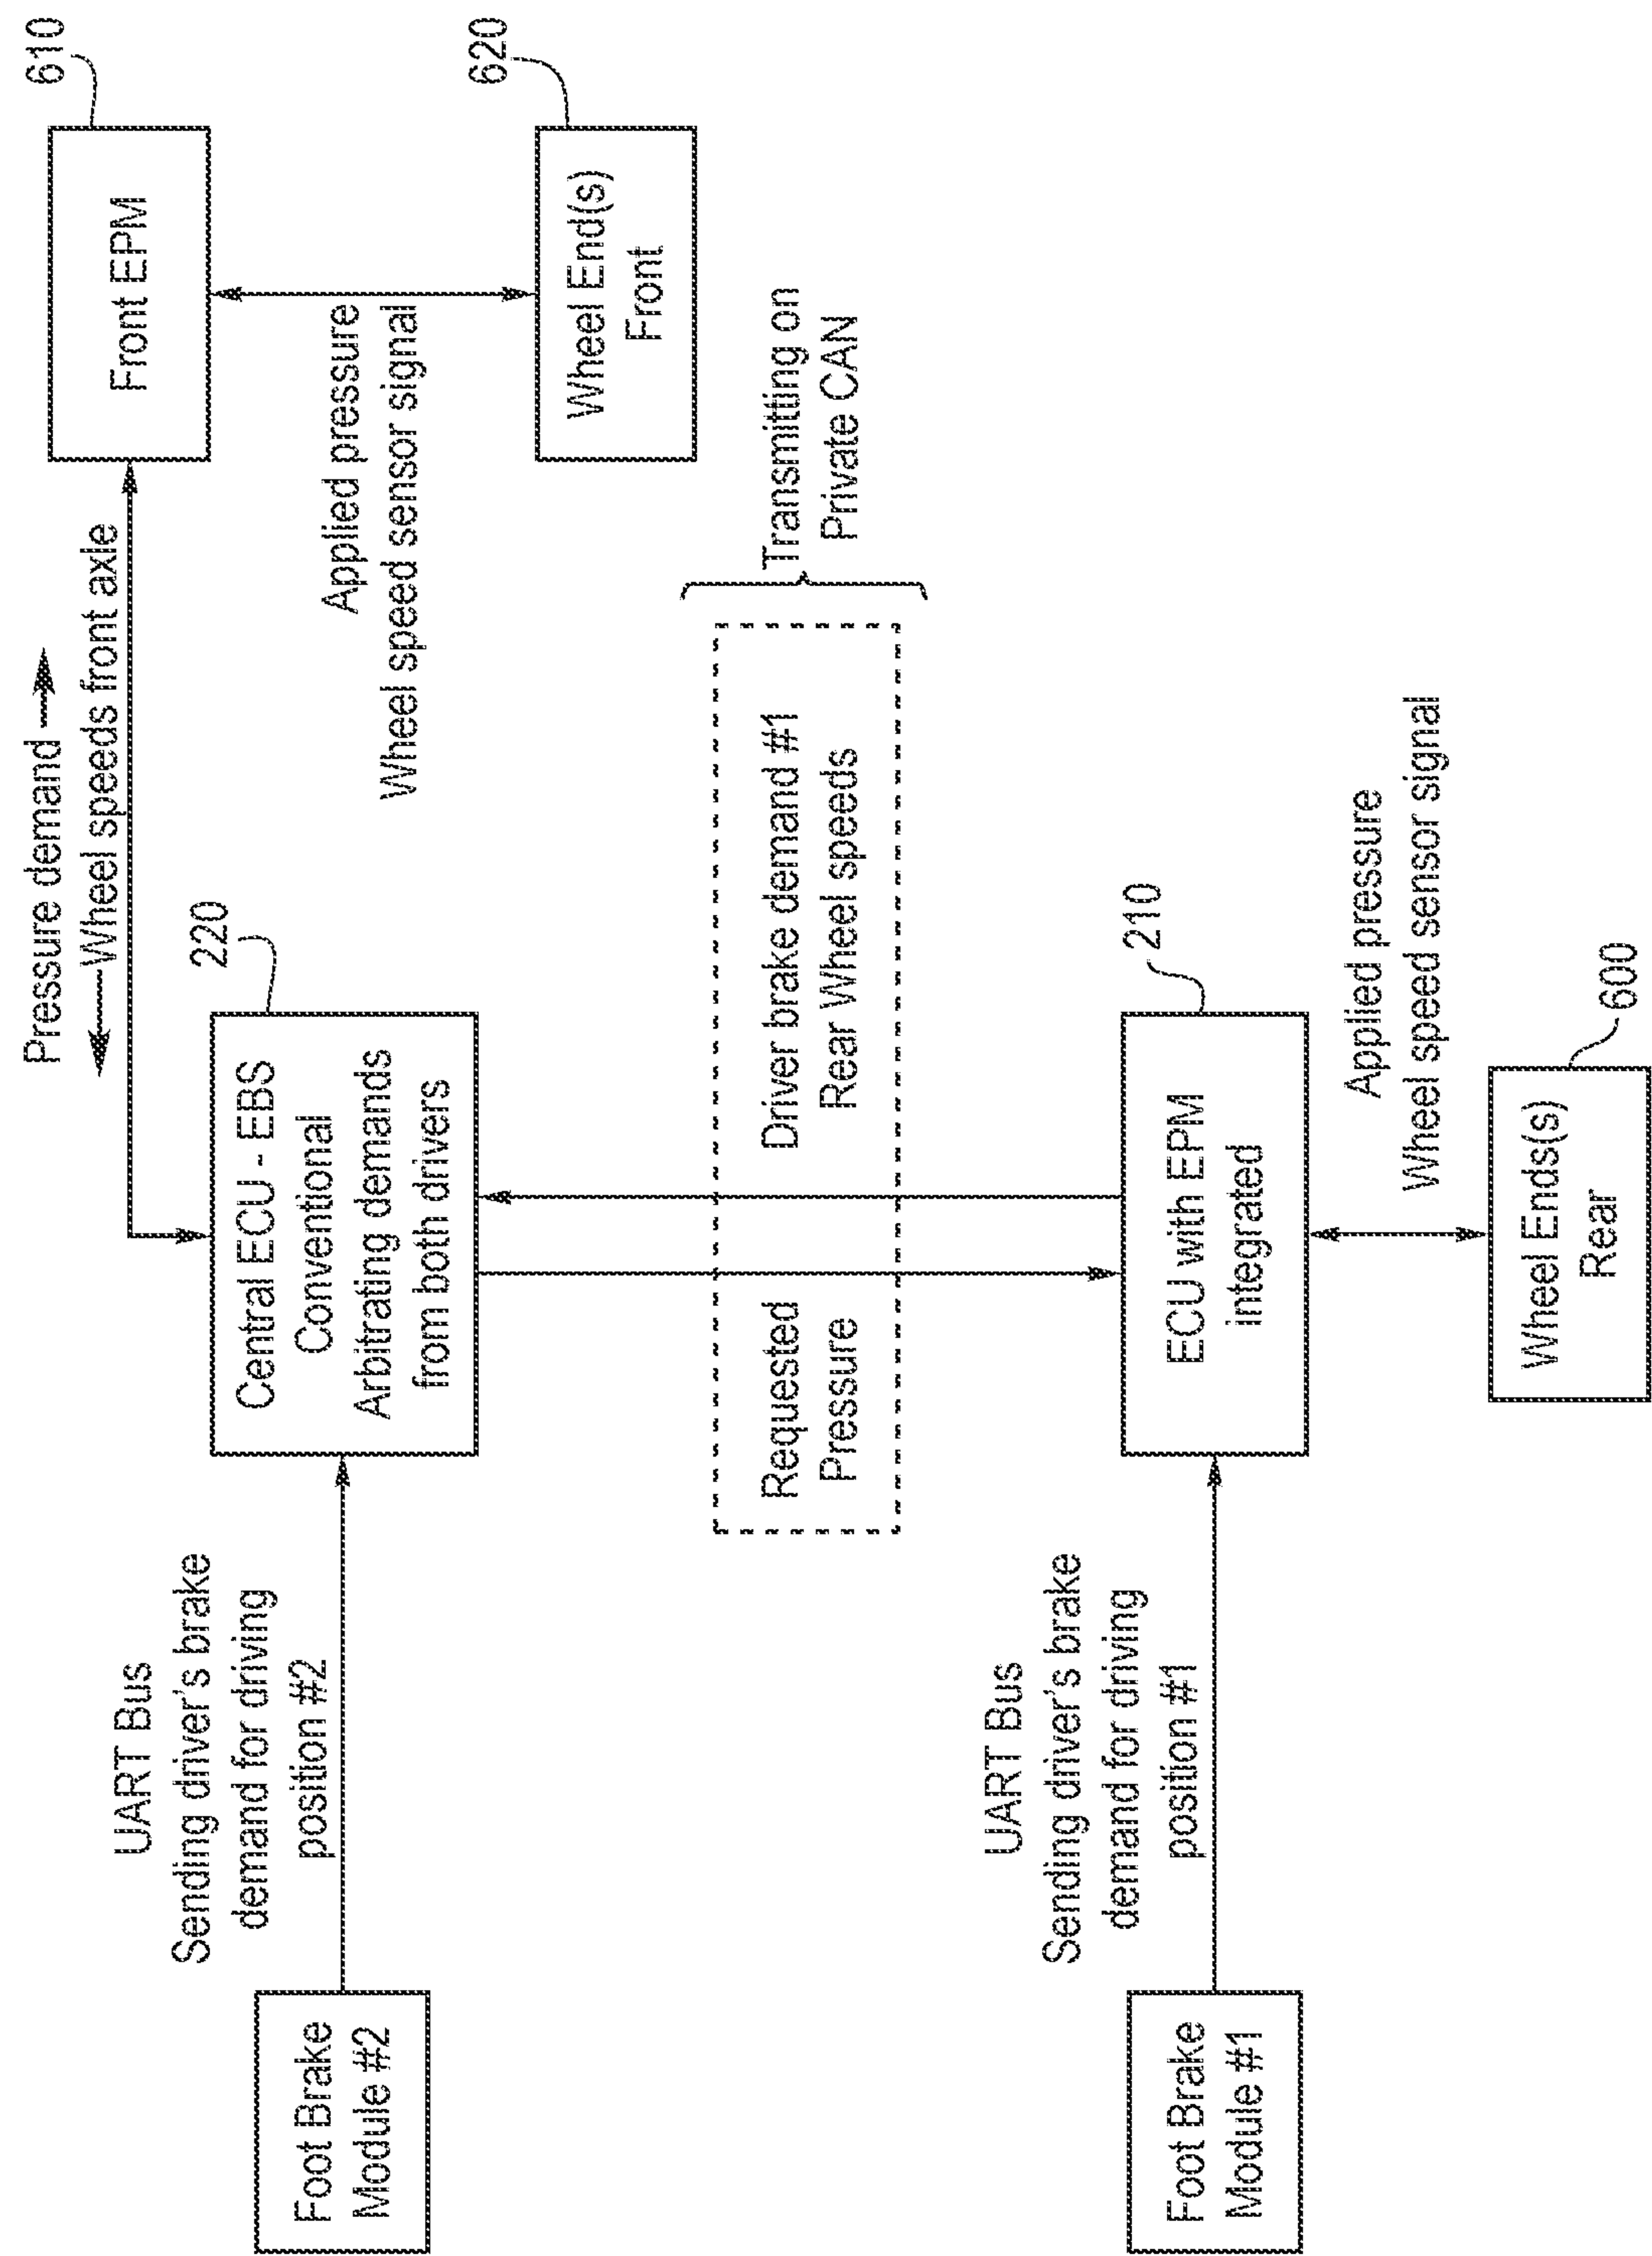 Foot Brake
Module #2
UART Bus
Sending driver's brake
demand for driving
position #2
220
Central ECU - EBS
Conventional
Arbitrating demands
from both drivers
Pressure demand
Wheel speeds front axle
610
Front EPM
Applied pressure
Wheel speed sensor signal
620
Wheel End(s)
Front
Requested
Pressure
Driver brake demand #1
Rear Wheel speeds
Transmitting on
Private CAN
Foot Brake
Module #1
UART Bus
Sending driver's brake
demand for driving
position #1
210
ECU with EPM
integrated
Applied pressure
Wheel speed sensor signal
600
Wheel Ends(s)
Rear